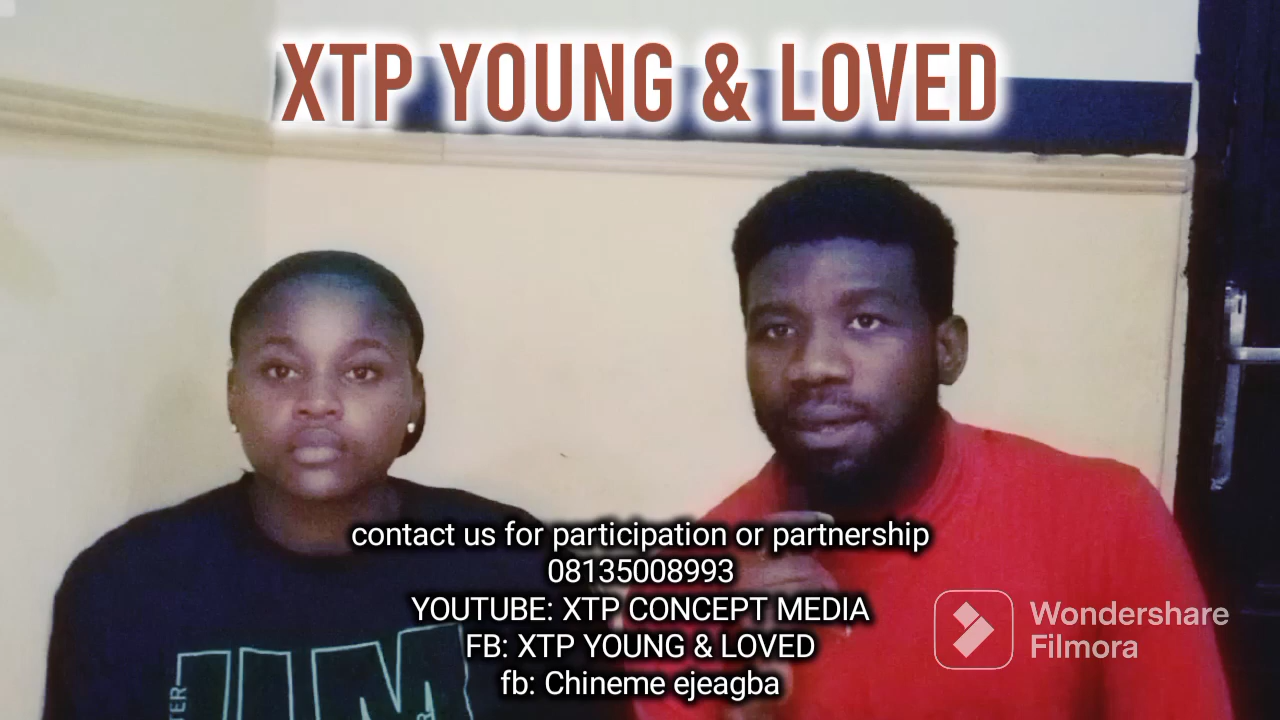 XTP YOUNG & LOVED
contact us for participation or partnership
08135008993
YOUTUBE: XTP CONCEPT MEDIA
FB: XTP YOUNG & LOVED
fb: Chineme ejeagba
Wondershare
Filmora